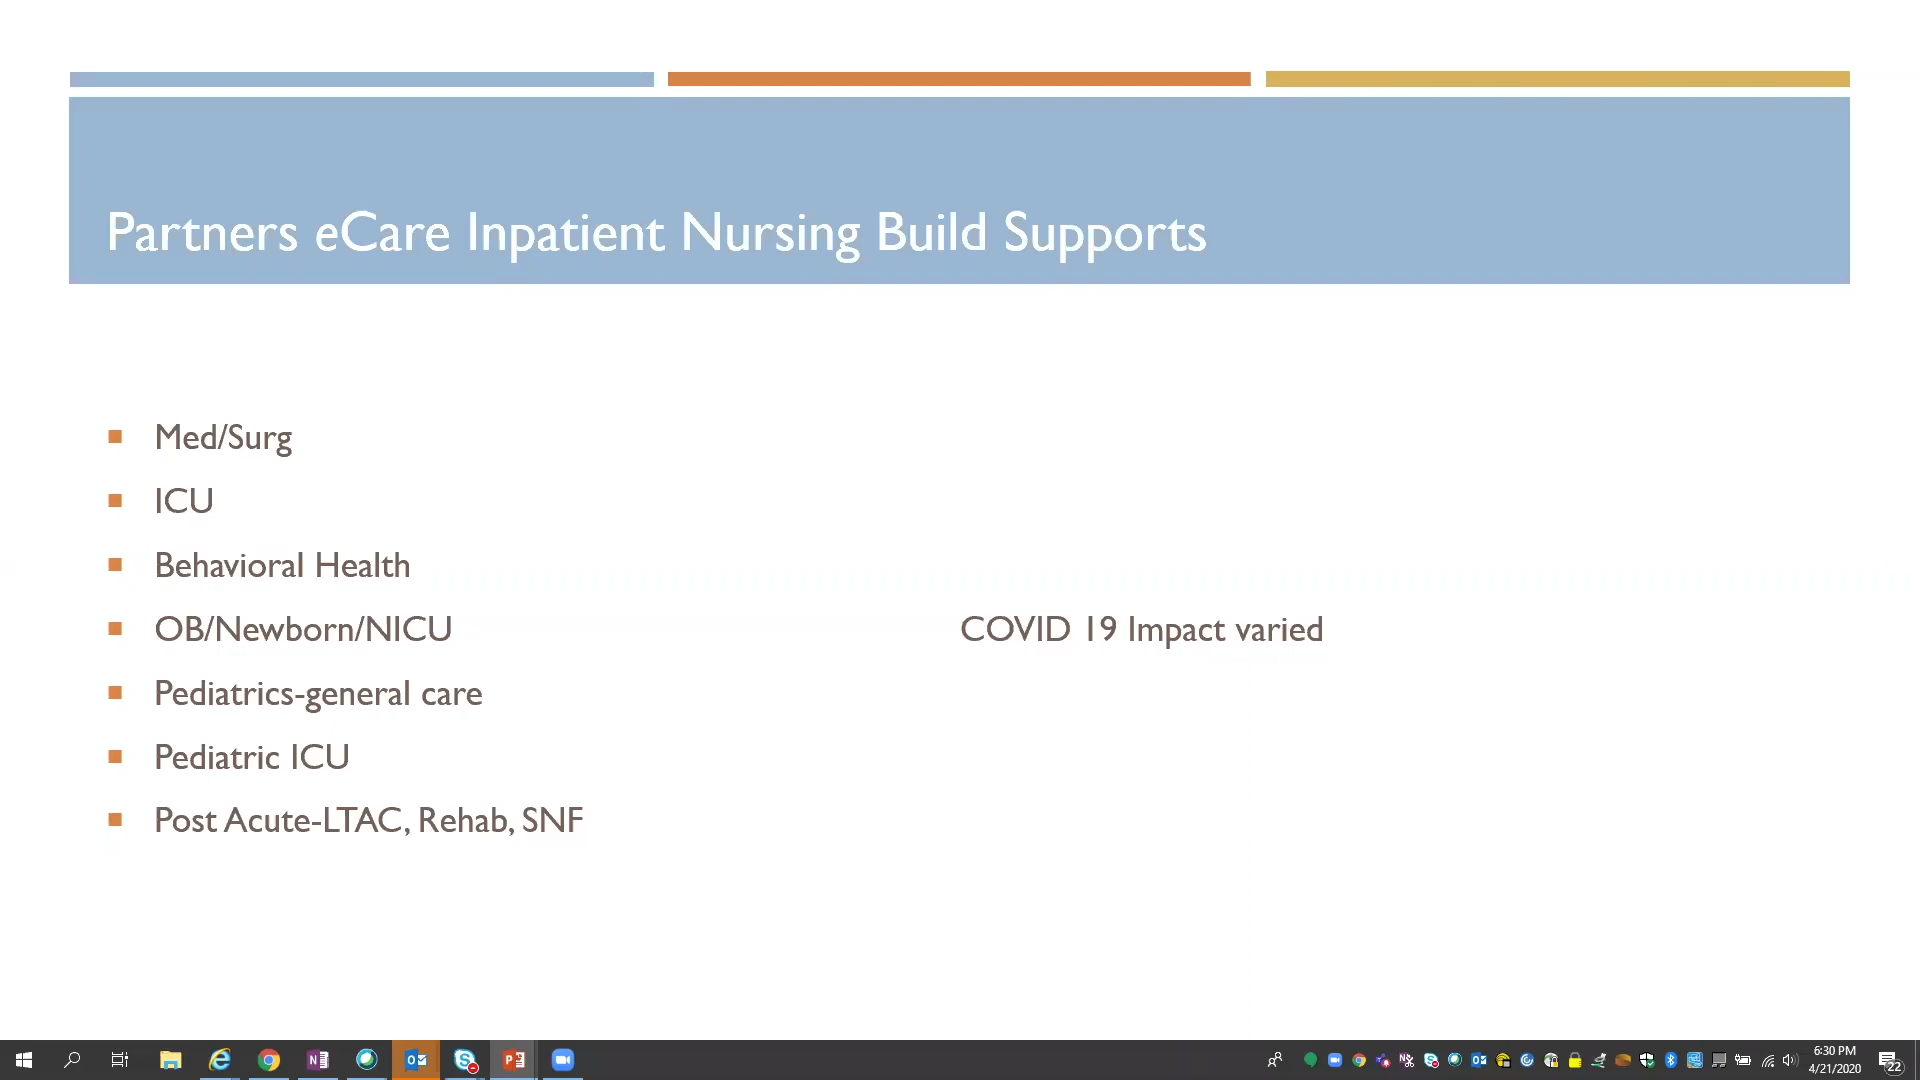 Partners eCare Inpatient Nursing Build Supports
Med/Surg
ICU
Behavioral Health
OB/Newborn/NICU
COVID 19 Impact varied
Pediatrics-general care
Pediatric ICU
Post Acute-LTAC, Rehab, SNF
6:30 PM
4/21/2020
22